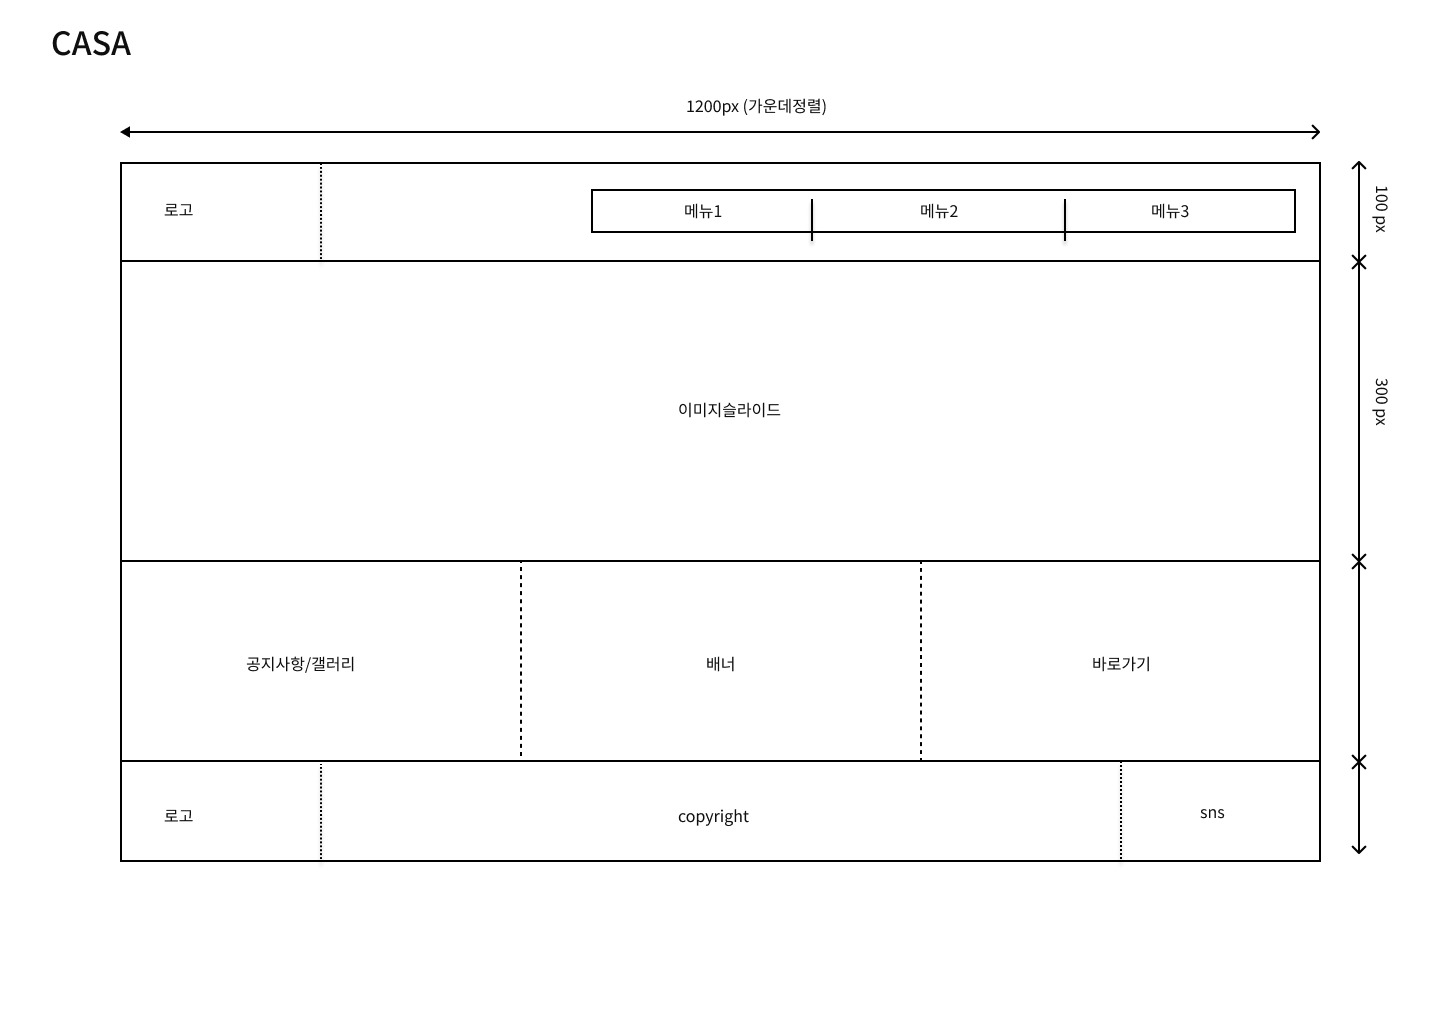 CASA
1200px (가운데정렬)
로고
메뉴1
메뉴2
메뉴3
100 px
이미지슬라이드
300 px
공지사항/갤러리
배너
바로가기
로고
copyright
sns